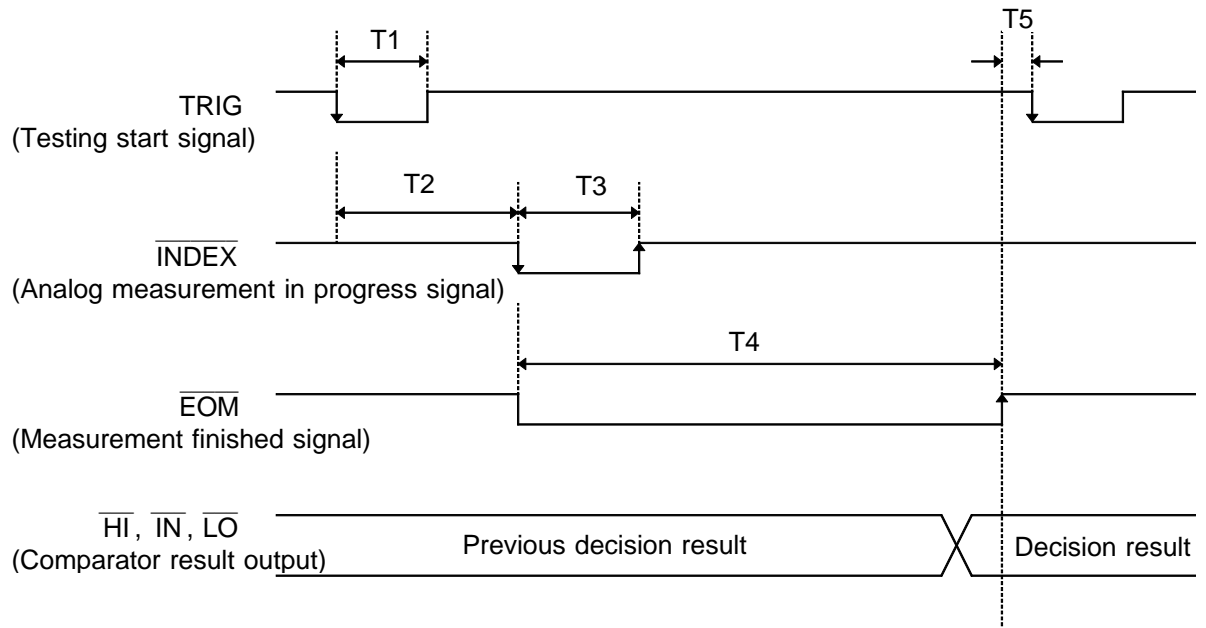 T5
T1
TRIG
(Testing start signal)
T2
T3
INDEX
(Analog measurement in progress signal)
T4
EOM
(Measurement finished signal)
HI, IN, LO
(Comparator result output)
Previous decision result
Decision result